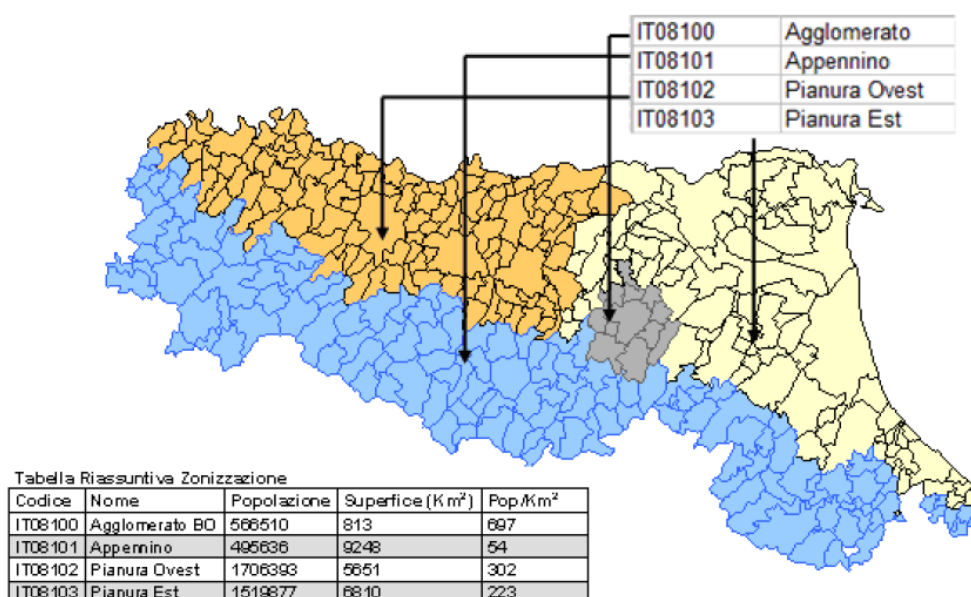 IT08100 Agglomerato
IT08101 Appennino
IT08102 Pianura Ovest
IT08103 Pianura Est
Tabella Riassuntiva Zonizzazione
Codice Nome Popolazione Superfice (Km²) Pop/Km²
IT08100 Agglomerato BO 566510 813 697
IT08101 Appennino 495636 9248 54
IT08102 Pianura Ovest 1706393 5651 302
IT08103 Pianura Est 1519877 6810 223